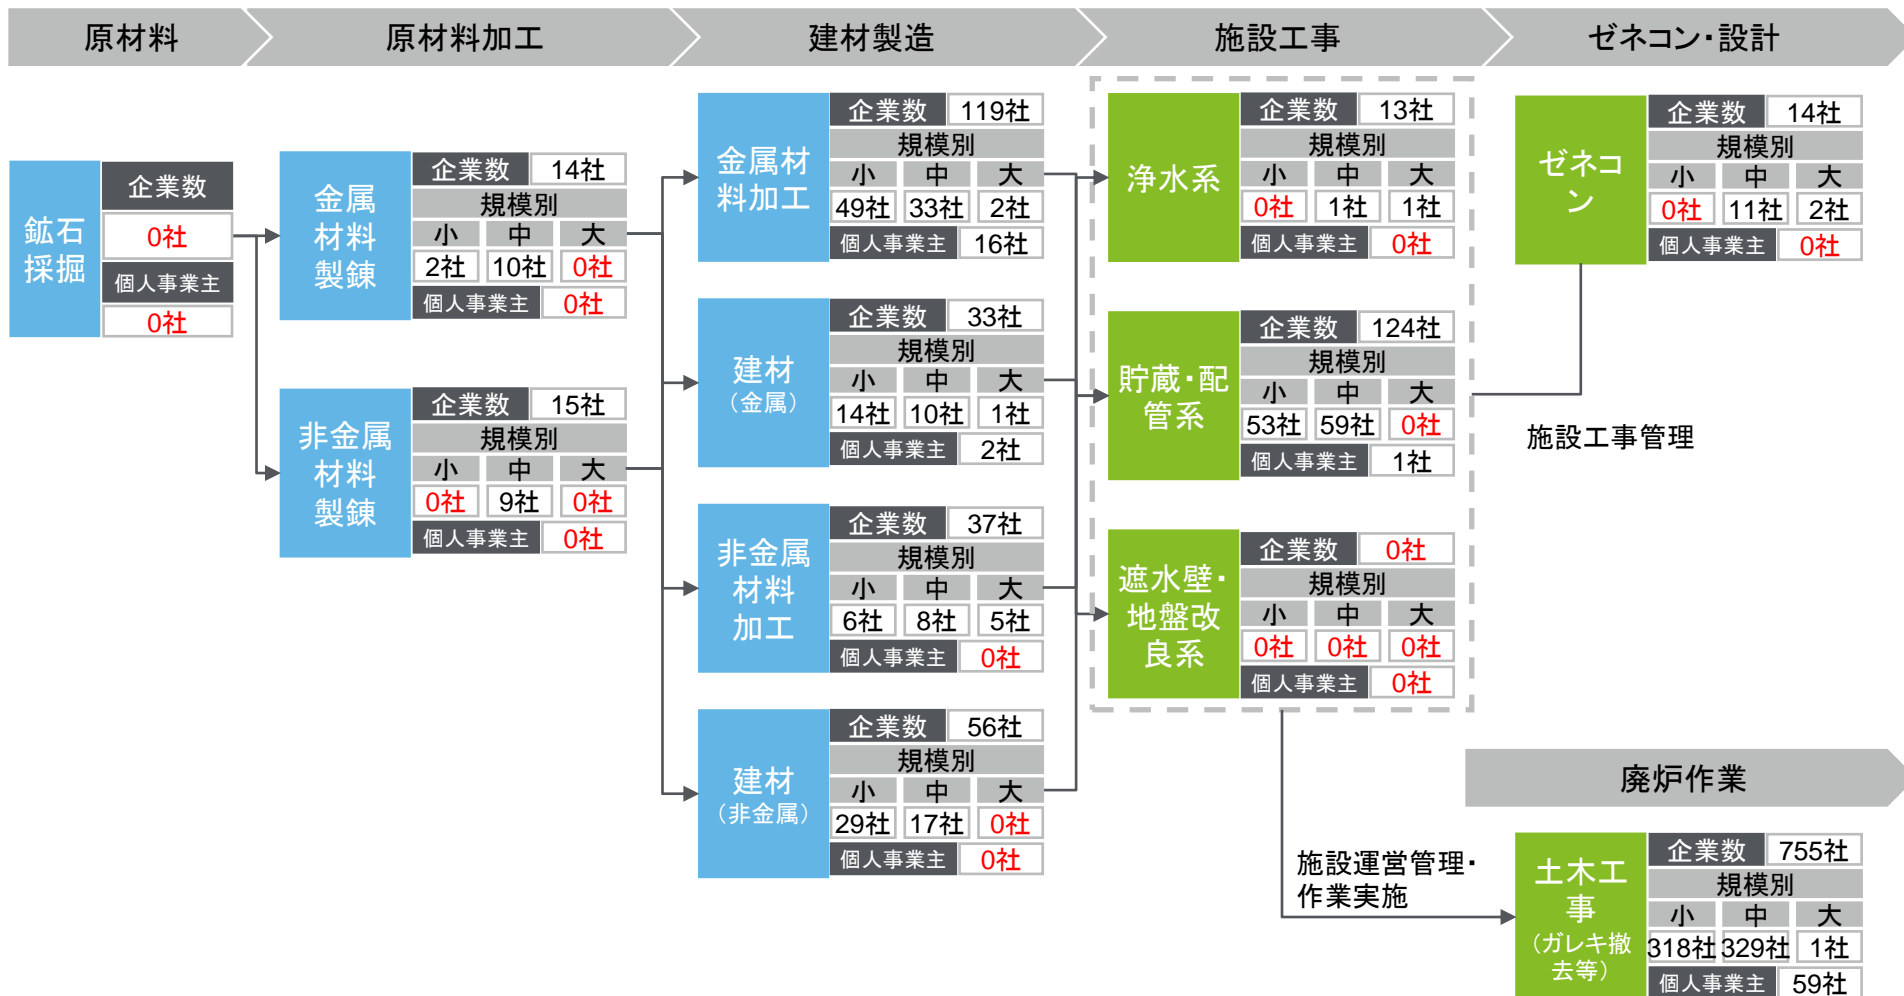 原材料
原材料加工
建材製造
施設工事
ゼネコン・設計
鉱石
採掘
企業数
0社
個人事業主
0社
金属
材料
製錬
企業数 14社
規模別
小 中 大
2社 10社 0社
個人事業主 0社
非金属
材料
製錬
企業数 15社
規模別
小 中 大
0社 9社 0社
個人事業主 0社
金属材
料加工
企業数 119社
規模別
小 中 大
49社 33社 2社
個人事業主 16社
建材
（金属）
企業数 33社
規模別
小 中 大
14社 10社 1社
個人事業主 2社
非金属
材料
加工
企業数 37社
規模別
小 中 大
6社 8社 5社
個人事業主 0社
建材
（非金属）
企業数 56社
規模別
小 中 大
29社 17社 0社
個人事業主 0社
浄水系
企業数 13社
規模別
小 中 大
0社 1社 1社
個人事業主 0社
貯蔵・配
管系
企業数 124社
規模別
小 中 大
53社 59社 0社
個人事業主 1社
遮水壁・
地盤改
良系
企業数 0社
規模別
小 中 大
0社 0社 0社
個人事業主 0社
ゼネコ
ン
企業数 14社
規模別
小 中 大
0社 11社 2社
個人事業主 0社
施設工事管理
廃炉作業
施設運営管理・
作業実施
土木工
事
（ガレキ撤
去等）
企業数 755社
規模別
小 中 大
318社 329社 1社
個人事業主 59社